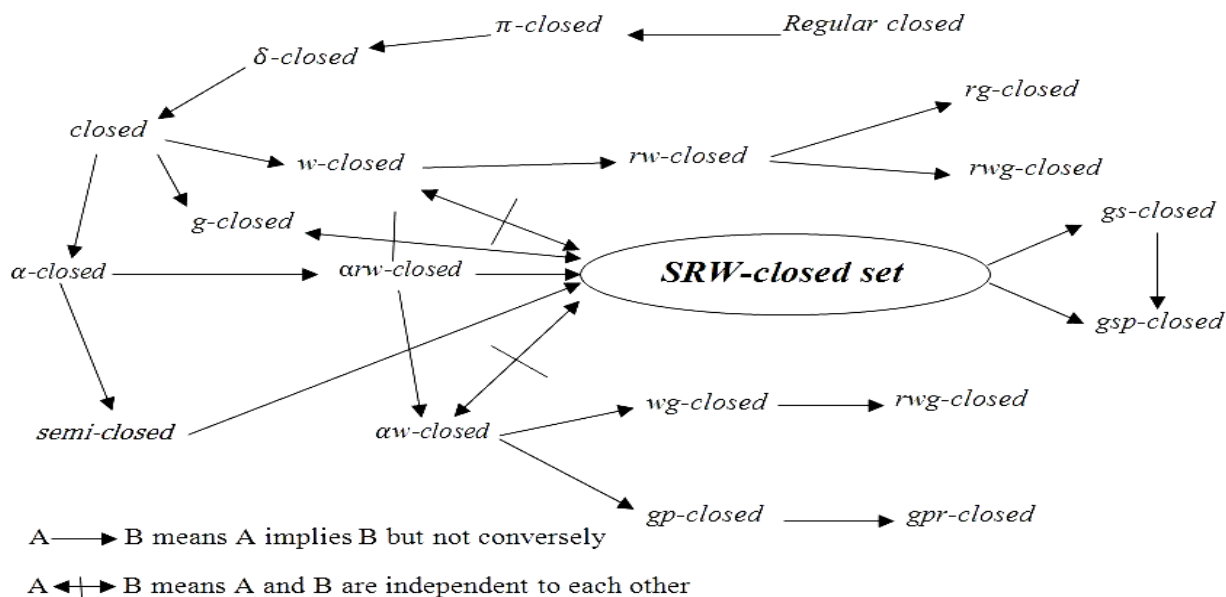 π-closed
Regular closed
δ-closed
rg-closed
closed
w-closed
rw-closed
rwg-closed
g-closed
gs-closed
α-closed
αrw-closed
SRW-closed set
gsp-closed
semi-closed
αw-closed
wg-closed
rwg-closed
gp-closed
gpr-closed
A → B means A implies B but not conversely
A ↔ B means A and B are independent to each other